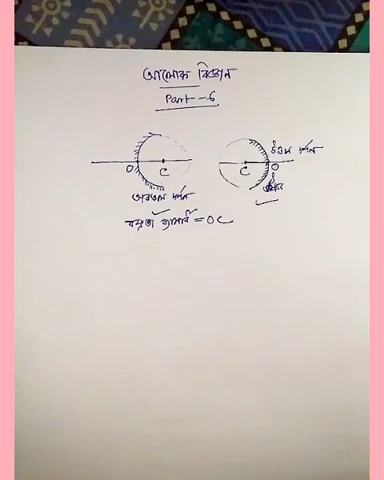 আলোক বিজ্ঞান
Part-6
O C
অবতল দর্পণ
C O
উত্তল দর্পণ
বক্রতা ব্যাসার্ধ = OC